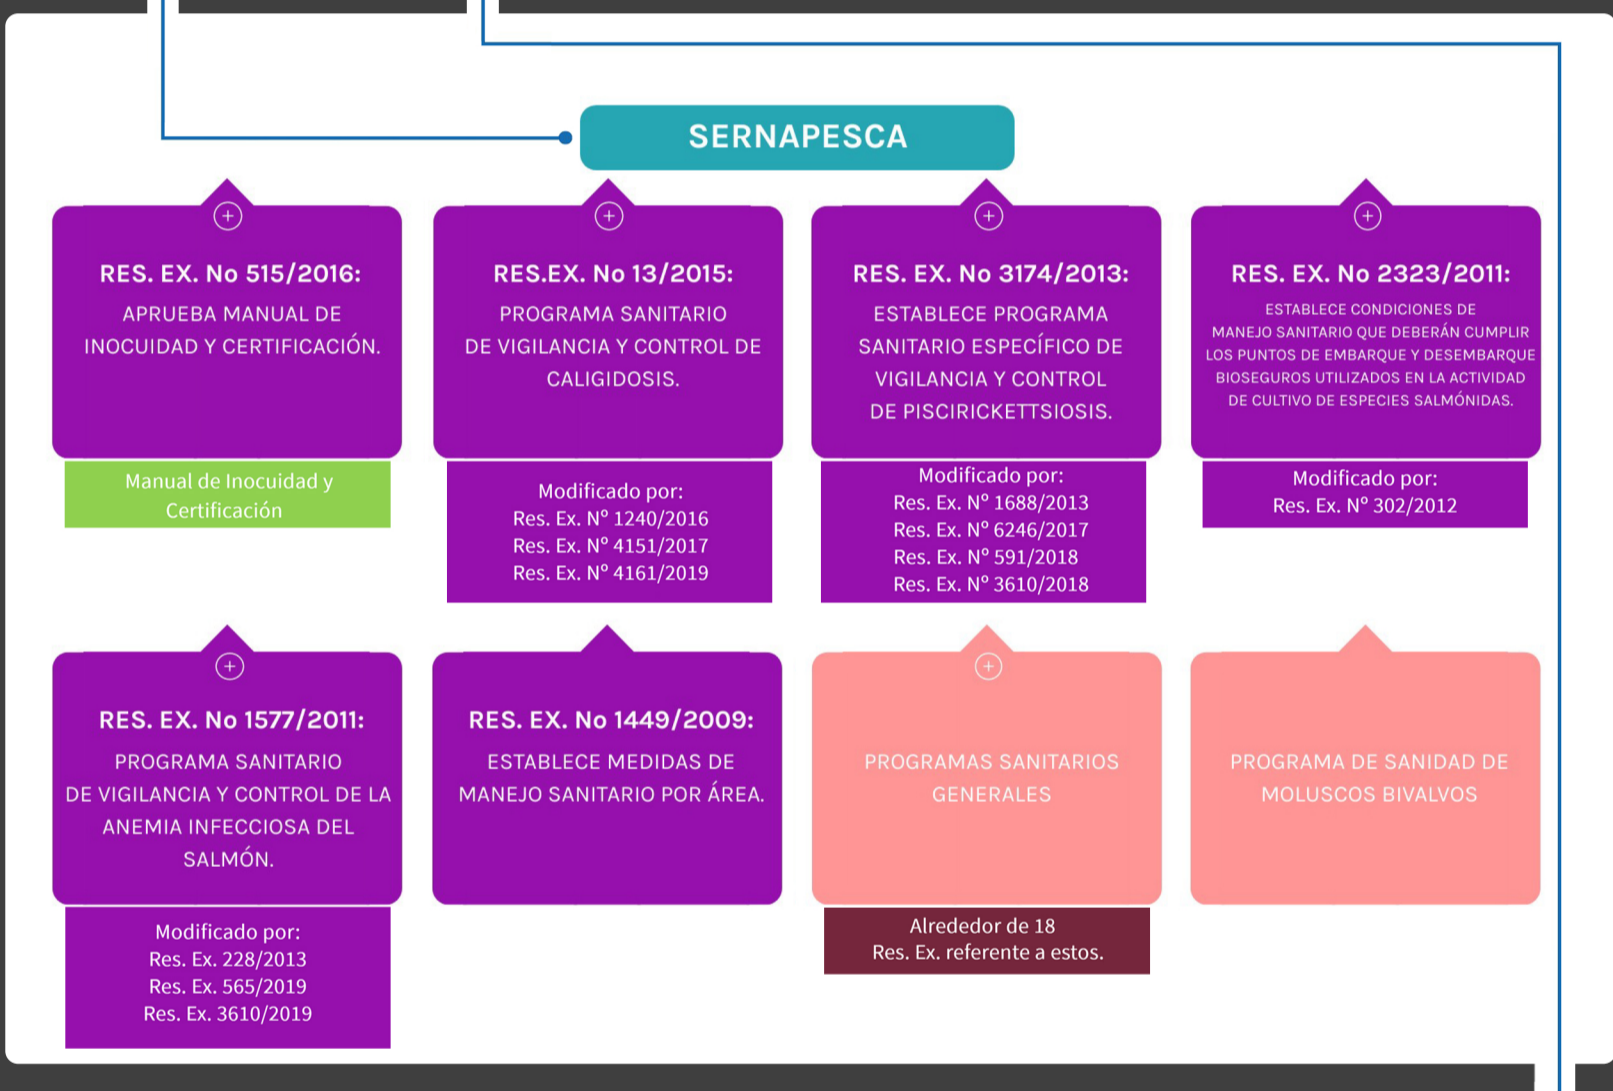 SERNAPESCA
RES. EX. No 515/2016:
APRUEBA MANUAL DE
INOCUIDAD Y CERTIFICACIÓN.
Manual de Inocuidad y
Certificación
RES.EX. No 13/2015:
PROGRAMA SANITARIO
DE VIGILANCIA Y CONTROL DE
CALIGIDOSIS.
Modificado por:
Res. Ex. Nº 1240/2016
Res. Ex. Nº 4151/2017
Res. Ex. Nº 4161/2019
RES. EX. No 3174/2013:
ESTABLECE PROGRAMA
SANITARIO ESPECÍFICO DE
VIGILANCIA Y CONTROL
DE PISCIRICKETTSIOSIS.
Modificado por:
Res. Ex. Nº 1688/2013
Res. Ex. Nº 6246/2017
Res. Ex. Nº 591/2018
Res. Ex. Nº 3610/2018
RES. EX. No 2323/2011:
ESTABLECE CONDICIONES DE
MANEJO SANITARIO QUE DEBERÁN CUMPLIR
LOS PUNTOS DE EMBARQUE Y DESEMBARQUE
BIOSEGUROS UTILIZADOS EN LA ACTIVIDAD
DE CULTIVO DE ESPECIES SALMÓNIDAS.
Modificado por:
Res. Ex. Nº 302/2012
RES. EX. No 1577/2011:
PROGRAMA SANITARIO
DE VIGILANCIA Y CONTROL DE LA
ANEMIA INFECCIOSA DEL
SALMÓN.
Modificado por:
Res. Ex. 228/2013
Res. Ex. 565/2019
Res. Ex. 3610/2019
RES. EX. No 1449/2009:
ESTABLECE MEDIDAS DE
MANEJO SANITARIO POR ÁREA.
PROGRAMAS SANITARIOS
GENERALES
Alrededor de 18
Res. Ex. referente a estos.
PROGRAMA DE SANIDAD DE
MOLUSCOS BIVALVOS